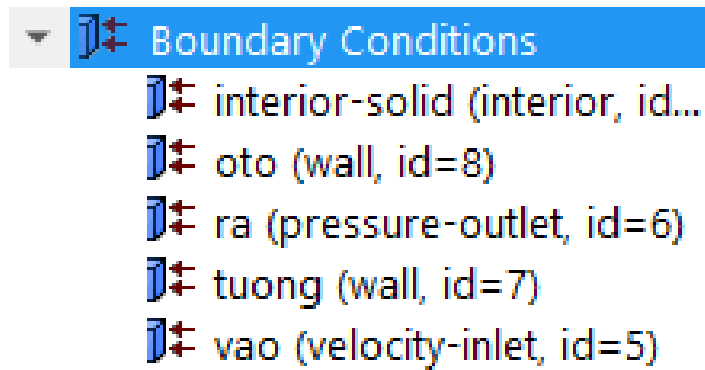 Boundary Conditions
interior-solid (interior, id...
oto (wall, id=8)
ra (pressure-outlet, id=6)
tuong (wall, id=7)
vao (velocity-inlet, id=5)